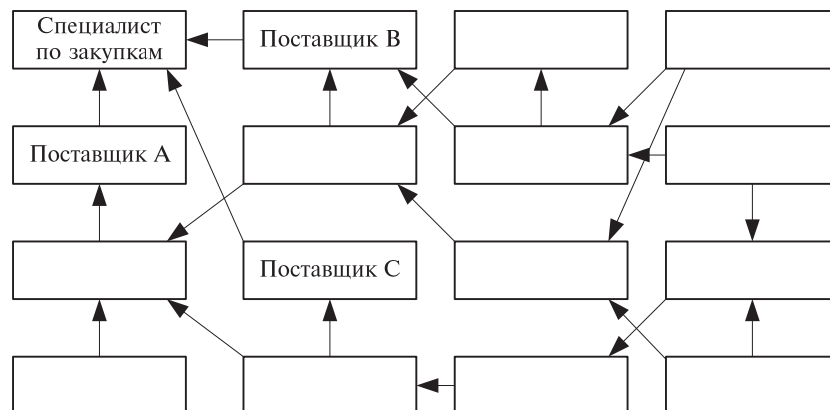 Специалист
по закупкам
Поставщик B
Поставщик A
Поставщик C